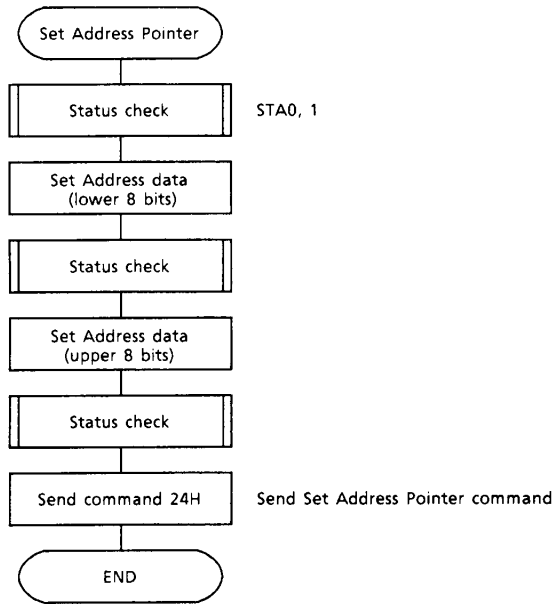 Set Address Pointer
Status check
STA0, 1
Set Address data
(lower 8 bits)
Status check
Set Address data
(upper 8 bits)
Status check
Send command 24H
Send Set Address Pointer command
END